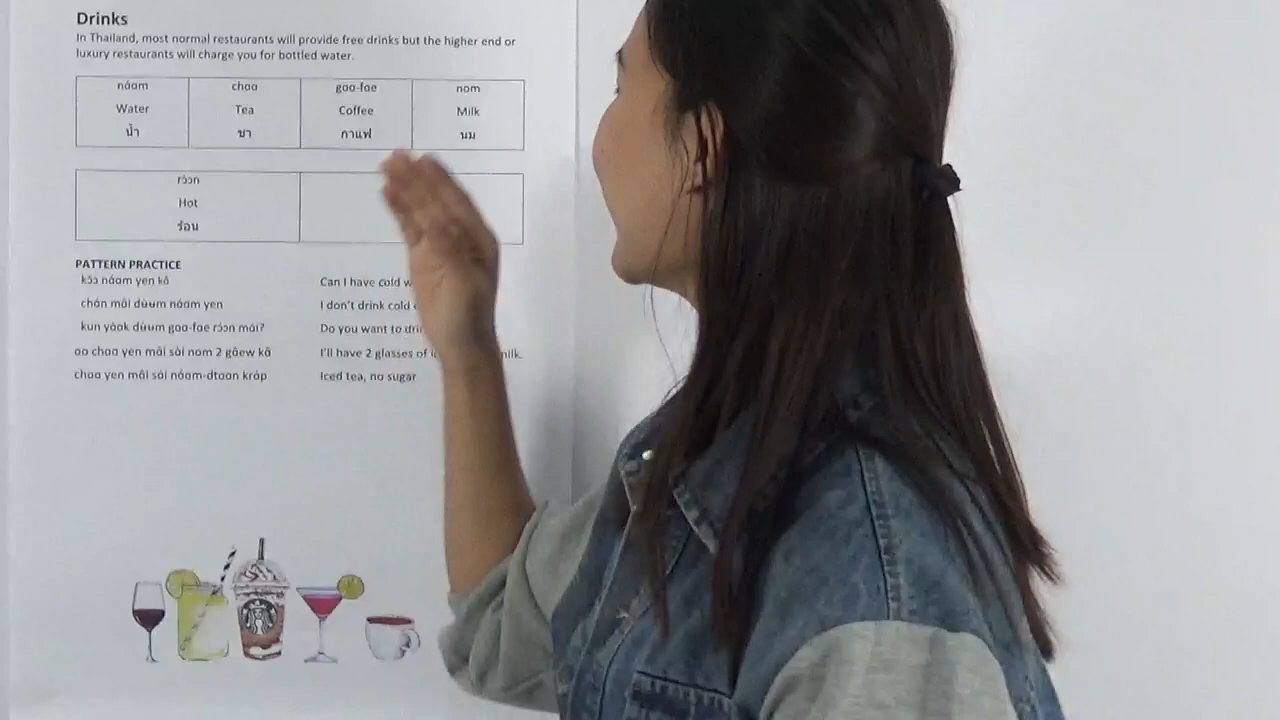 Drinks
In Thailand, most normal restaurants will provide free drinks but the higher end or
luxury restaurants will charge you for bottled water.
náam chaa gaa-fae nom
Water Tea Coffee Milk
น้ำ ชา กาแฟ นม
rɔ́ɔn
Hot
ร้อน
PATTERN PRACTICE
kɔ̌ɔ náam yen kâ Can I have cold
chán mâi dùum náam yen I don't drink cold
kun yàak dùum gaa-fae rɔ́ɔn mái? Do you want to
ao chaa yen mâi sài nom 2 gâew kâ I'll have 2 glasses of milk.
chaa yen mâi sài náam-dtaan kráp Iced tea, no sugar